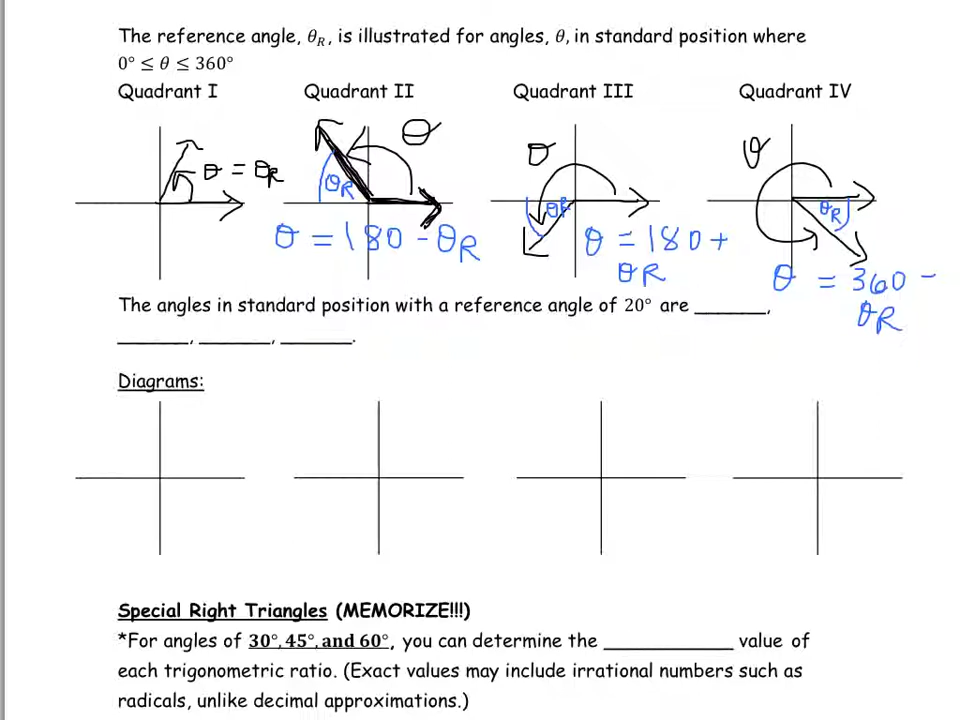 The reference angle, θ_R, is illustrated for angles, θ, in standard position where
0° ≤ θ ≤ 360°
Quadrant I Quadrant II Quadrant III Quadrant IV
θ = θR
θ
θR
θ
θR
θ
θR
θ = 180 - θR
θ = 180 +
θR
θ = 360 -
θR
The angles in standard position with a reference angle of 20° are _______,
_______, _______, _______.
Diagrams:
Special Right Triangles (MEMORIZE!!!)
*For angles of 30°, 45°, and 60°, you can determine the _____________ value of
each trigonometric ratio. (Exact values may include irrational numbers such as
radicals, unlike decimal approximations.)